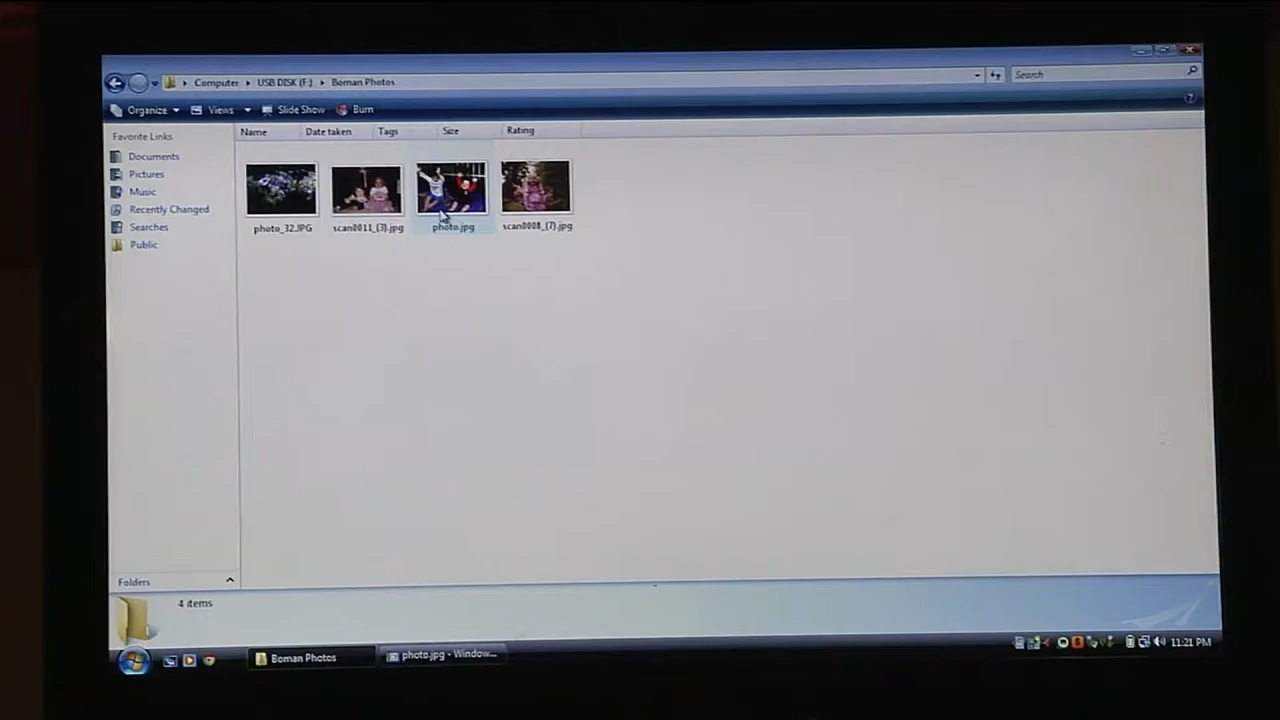 Computer USB DISK (F:) Boman Photos Search
Organize Views Slide Show Burn
Favorite Links
Documents
Pictures
Music
Recently Changed
Searches
Public
Folders
Name Date taken Tags Size Rating
photo_32.JPG scan0011_(3).jpg photo.jpg scan0008_(7).jpg
4 items
Boman Photos photo.jpg - Window... 11:21 PM